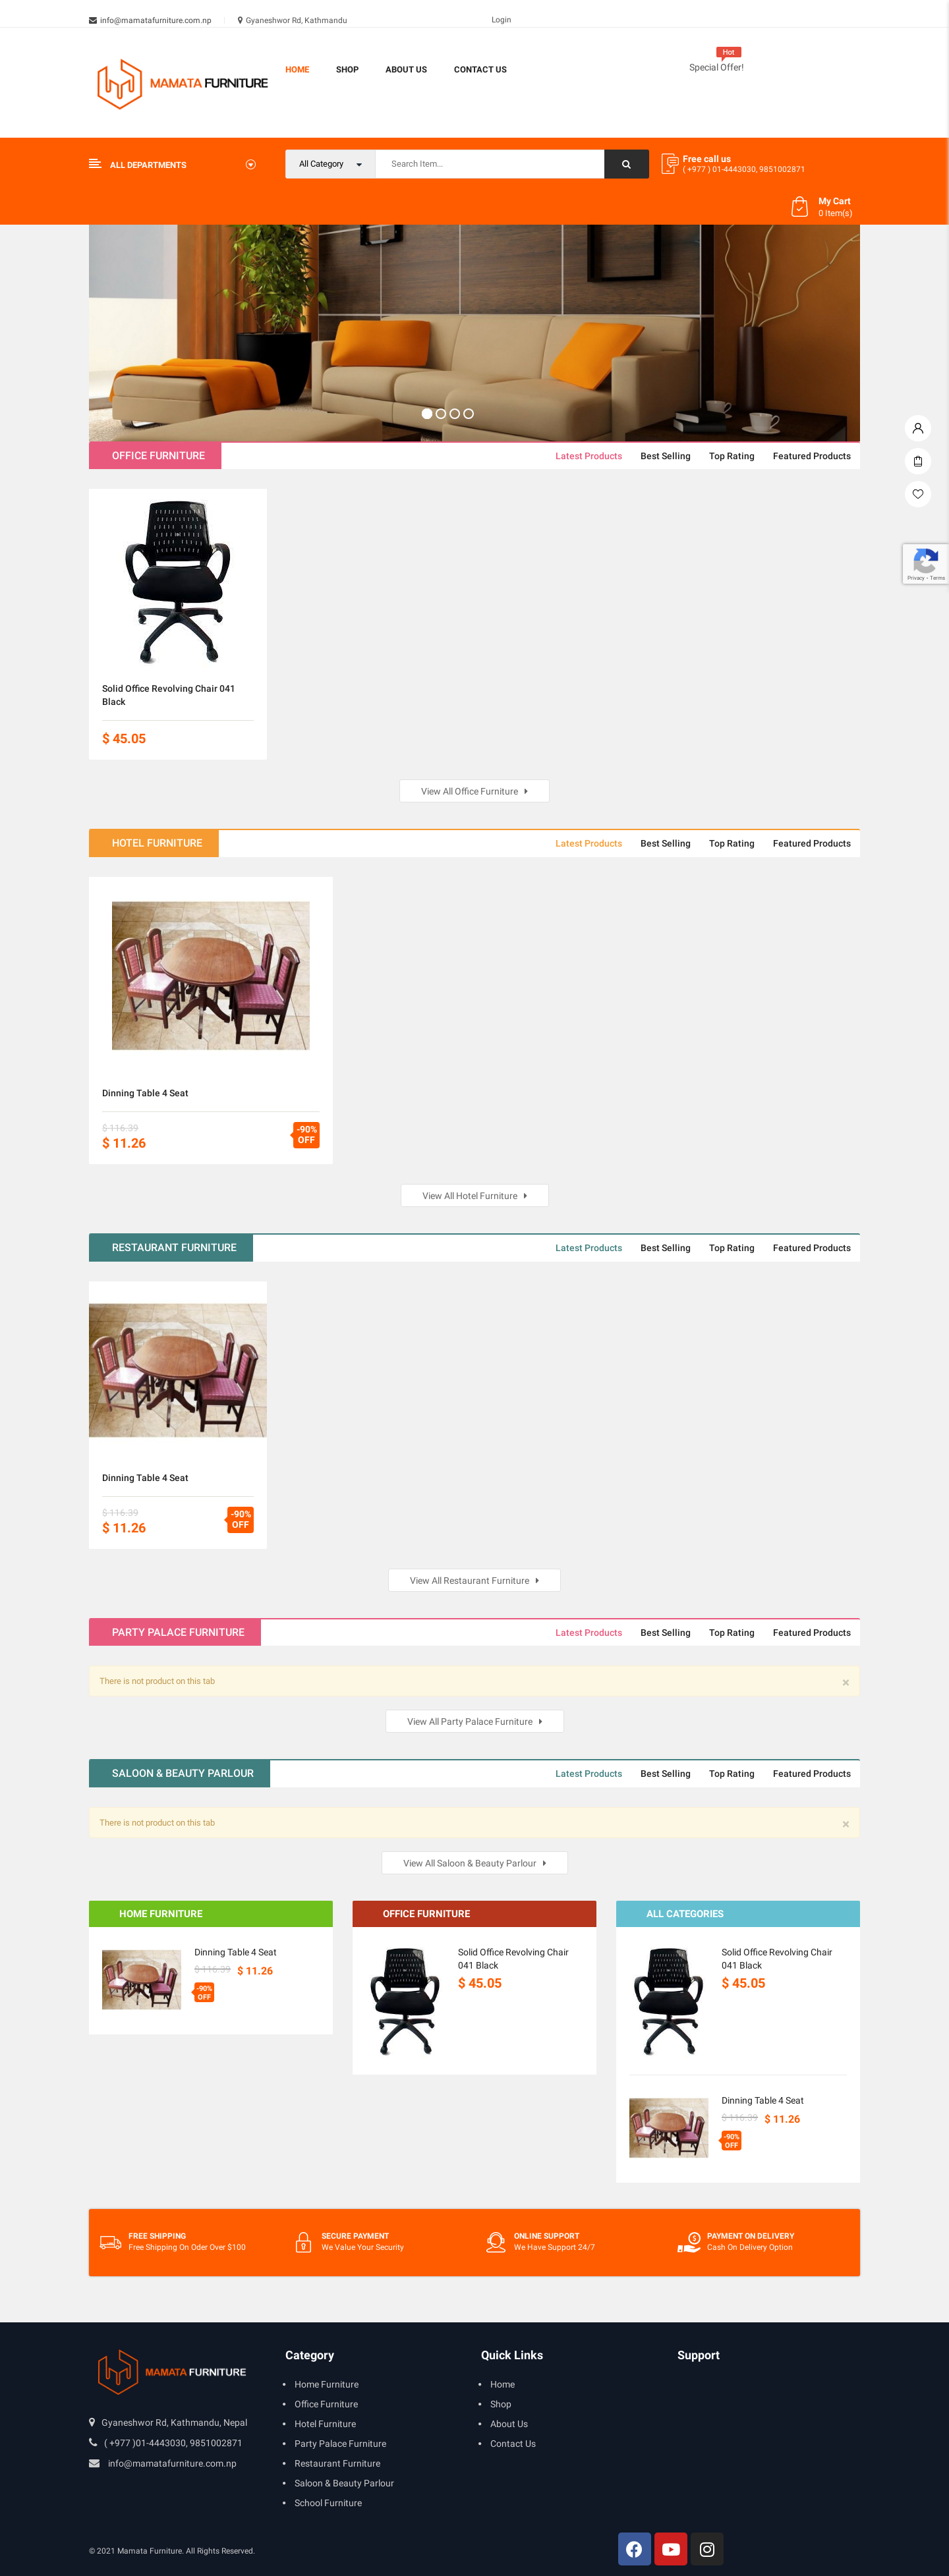 info@mamatafurniture.com.np
Gyaneshwor Rd, Kathmandu
Login
MAMATA FURNITURE
HOME
SHOP
ABOUT US
CONTACT US
Hot
Special Offer!
ALL DEPARTMENTS
All Category
Search Item...
Free call us
( +977 ) 01-4443030, 9851002871
My Cart
0 Item(s)
OFFICE FURNITURE
Latest Products
Best Selling
Top Rating
Featured Products
Privacy - Terms
Solid Office Revolving Chair 041
Black
$ 45.05
View All Office Furniture
HOTEL FURNITURE
Latest Products
Best Selling
Top Rating
Featured Products
Dinning Table 4 Seat
$ 116.39
$ 11.26
-90%
OFF
View All Hotel Furniture
RESTAURANT FURNITURE
Latest Products
Best Selling
Top Rating
Featured Products
Dinning Table 4 Seat
$ 116.39
$ 11.26
-90%
OFF
View All Restaurant Furniture
PARTY PALACE FURNITURE
Latest Products
Best Selling
Top Rating
Featured Products
There is not product on this tab
×
View All Party Palace Furniture
SALOON & BEAUTY PARLOUR
Latest Products
Best Selling
Top Rating
Featured Products
There is not product on this tab
×
View All Saloon & Beauty Parlour
HOME FURNITURE
Dinning Table 4 Seat
$ 116.39 $ 11.26
-90%
OFF
OFFICE FURNITURE
Solid Office Revolving Chair
041 Black
$ 45.05
ALL CATEGORIES
Solid Office Revolving Chair
041 Black
$ 45.05
Dinning Table 4 Seat
$ 116.39 $ 11.26
-90%
OFF
FREE SHIPPING
Free Shipping On Oder Over $100
SECURE PAYMENT
We Value Your Security
ONLINE SUPPORT
We Have Support 24/7
PAYMENT ON DELIVERY
Cash On Delivery Option
MAMATA FURNITURE
Gyaneshwor Rd, Kathmandu, Nepal
( +977 )01-4443030, 9851002871
info@mamatafurniture.com.np
Category
• Home Furniture
• Office Furniture
• Hotel Furniture
• Party Palace Furniture
• Restaurant Furniture
• Saloon & Beauty Parlour
• School Furniture
Quick Links
• Home
• Shop
• About Us
• Contact Us
Support
© 2021 Mamata Furniture. All Rights Reserved.